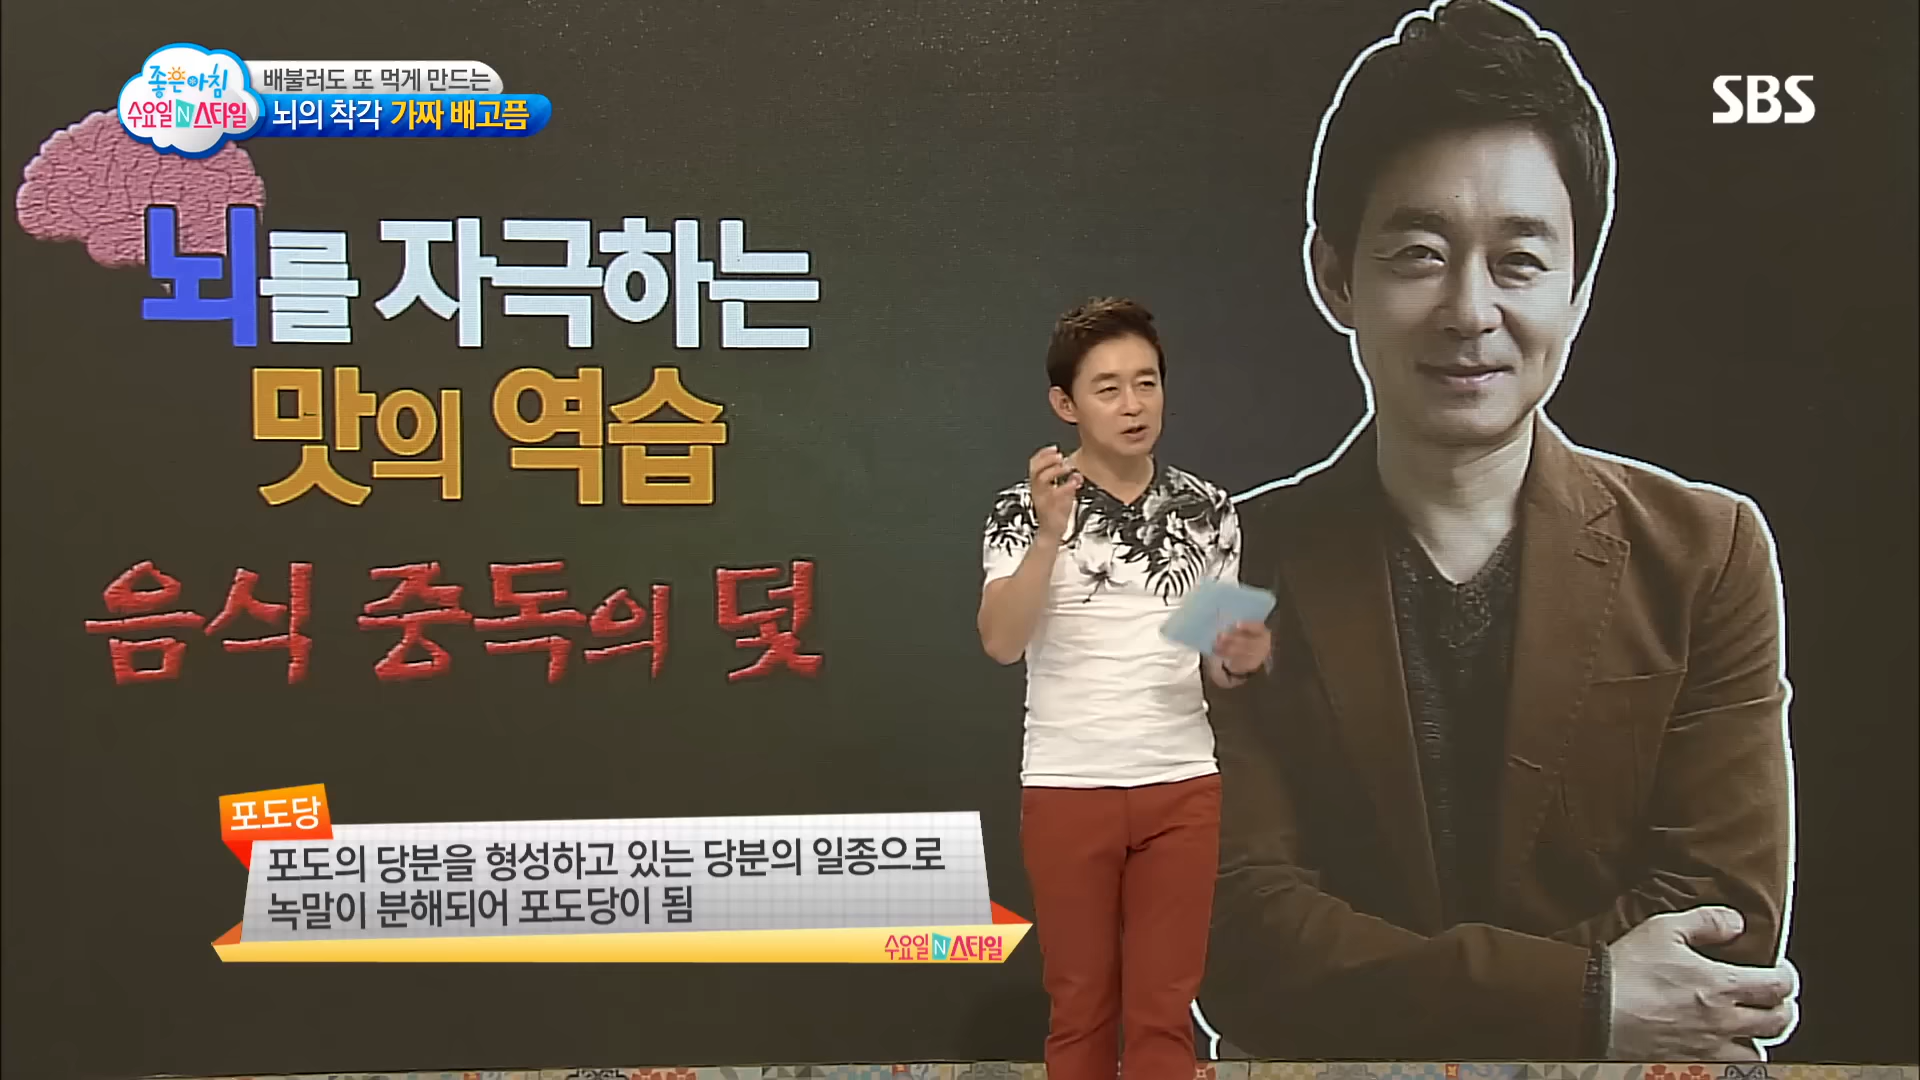 좋은아침
수요일 N 스타일
배불러도 또 먹게 만드는
뇌의 착각 가짜 배고픔
SBS
뇌를 자극하는
맛의 역습
음식 중독의 덫
포도당
포도의 당분을 형성하고 있는 당분의 일종으로
녹말이 분해되어 포도당이 됨
수요일 N 스타일